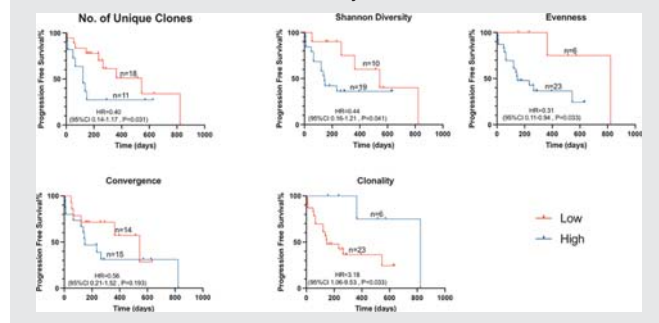 No. of Unique Clones
Progression Free Survival%
100
50
0
n=18
n=11
HR=0.40
(95%CI 0.14-1.17 , P=0.031)
0 200 400 600 800 1000
Time (days)
Shannon Diversity
Progression Free Survival%
100
50
0
n=10
n=19
HR=0.44
(95%CI 0.16-1.21 , P=0.041)
0 200 400 600 800 1000
Time (days)
Evenness
Progression Free Survival%
100
50
0
n=6
n=23
HR=0.31
(95%CI 0.11-0.94 , P=0.033)
0 200 400 600 800 1000
Time (days)
Convergence
Progression Free Survival%
100
50
0
n=14
n=15
HR=0.56
(95%CI 0.21-1.52 , P=0.193)
0 200 400 600 800 1000
Time (days)
Clonality
Progression Free Survival%
100
50
0
n=6
n=23
HR=3.18
(95%CI 1.06-9.53 , P=0.033)
0 200 400 600 800 1000
Time (days)
Low
High